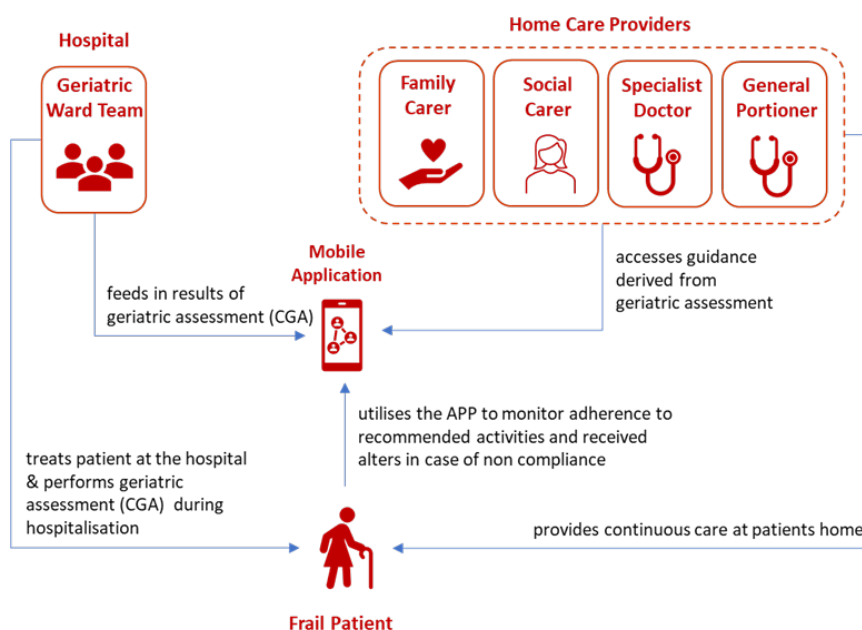 Hospital
Home Care Providers
Geriatric
Ward Team
Family
Carer
Social
Carer
Specialist
Doctor
General
Portioner
Mobile
Application
feeds in results of
geriatric assessment (CGA)
accesses guidance
derived from
geriatric assessment
utilises the APP to monitor adherence to
recommended activities and received
alters in case of non compliance
treats patient at the hospital
& performs geriatric
assessment (CGA) during
hospitalisation
provides continuous care at patients home
Frail Patient